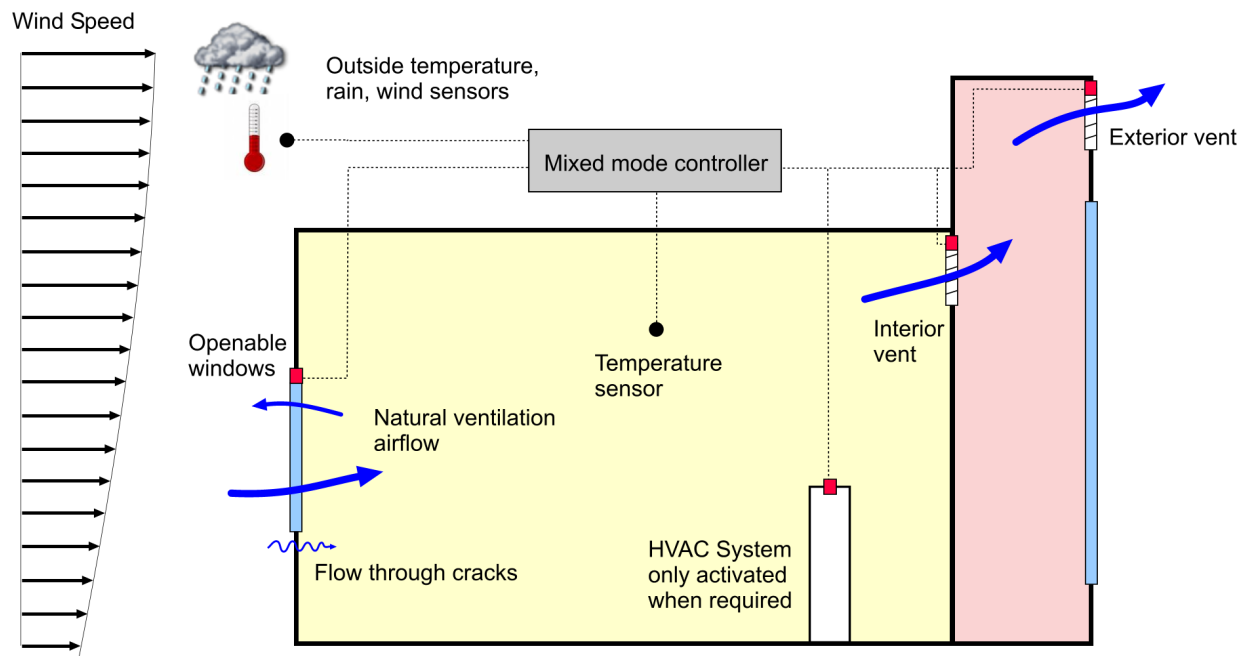 Wind Speed
Outside temperature,
rain, wind sensors
Mixed mode controller
Exterior vent
Openable
windows
Natural ventilation
airflow
Temperature
sensor
Interior
vent
Flow through cracks
HVAC System
only activated
when required